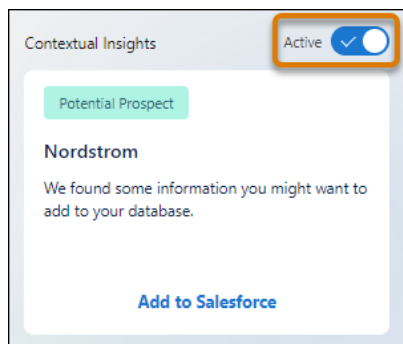 Contextual Insights
Active
Potential Prospect
Nordstrom
We found some information you might want to
add to your database.
Add to Salesforce